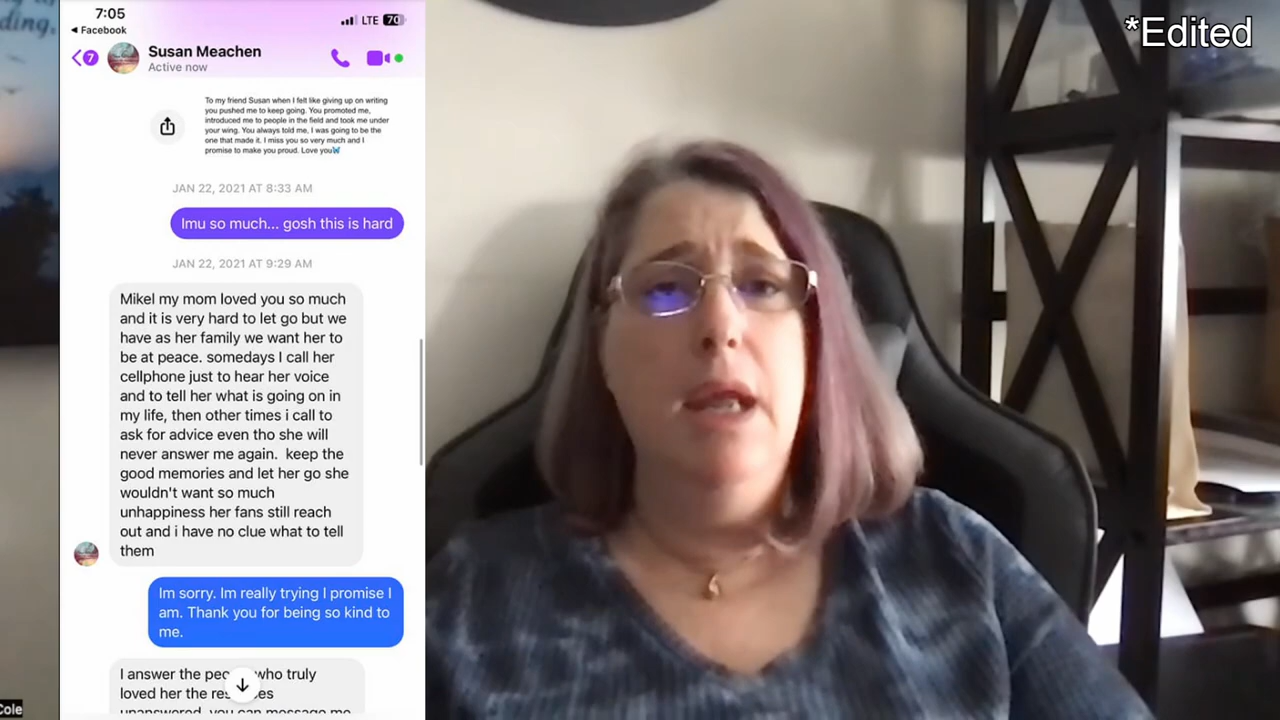 7:05
LTE 70
Facebook
7
Susan Meachen
Active now
To my friend Susan when I felt like giving up on writing
you pushed me to keep going. You promoted me,
introduced me to people in the field and took me under
your wing. You always told me, I was going to be the
one that made it. I miss you so very much and I
promise to make you proud. Love you🦋
JAN 22, 2021 AT 8:33 AM
Imu so much... gosh this is hard
JAN 22, 2021 AT 9:29 AM
Mikel my mom loved you so much
and it is very hard to let go but we
have as her family we want her to
be at peace. somedays I call her
cellphone just to hear her voice
and to tell her what is going on in
my life, then other times i call to
ask for advice even tho she will
never answer me again. keep the
good memories and let her go she
wouldn't want so much
unhappiness her fans still reach
out and i have no clue what to tell
them
Im sorry. Im really trying I promise I
am. Thank you for being so kind to
me.
I answer the who truly
loved her the
unanswered. you can message me
*Edited
ding.
Cole